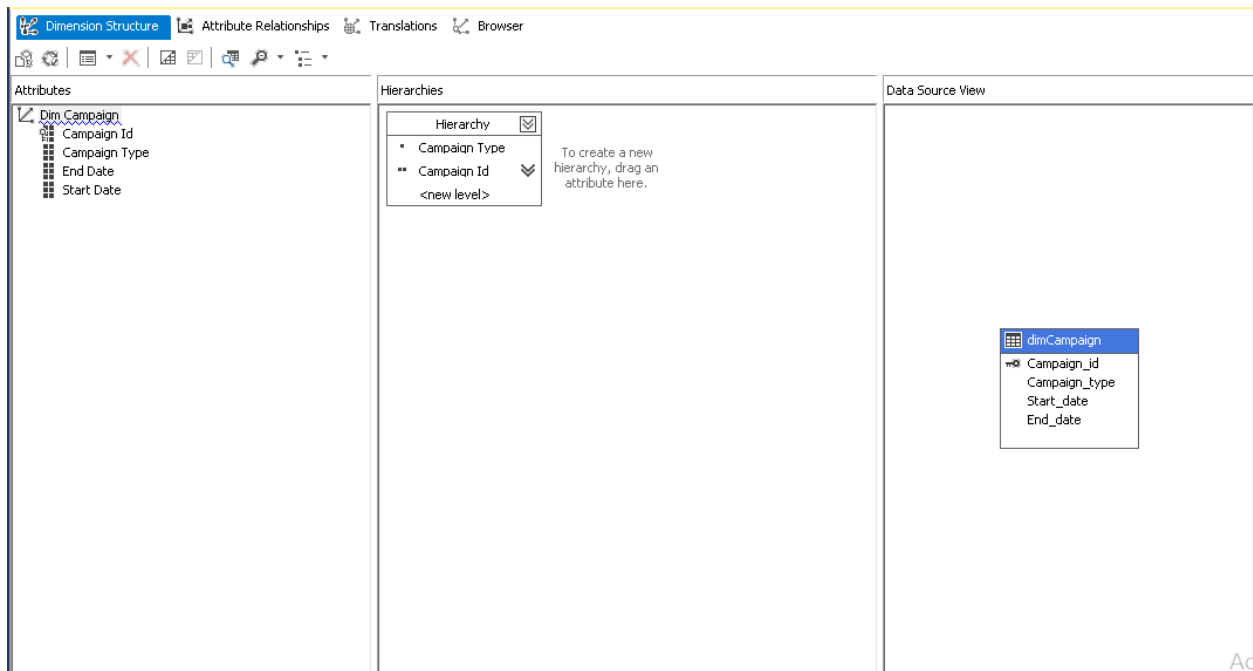 Dimension Structure Attribute Relationships Translations Browser
Attributes
Dim Campaign
Campaign Id
Campaign Type
End Date
Start Date
Hierarchies
Hierarchy
Campaign Type
Campaign Id
<new level>
To create a new
hierarchy, drag an
attribute here.
Data Source View
dimCampaign
Campaign_id
Campaign_type
Start_date
End_date
Ac